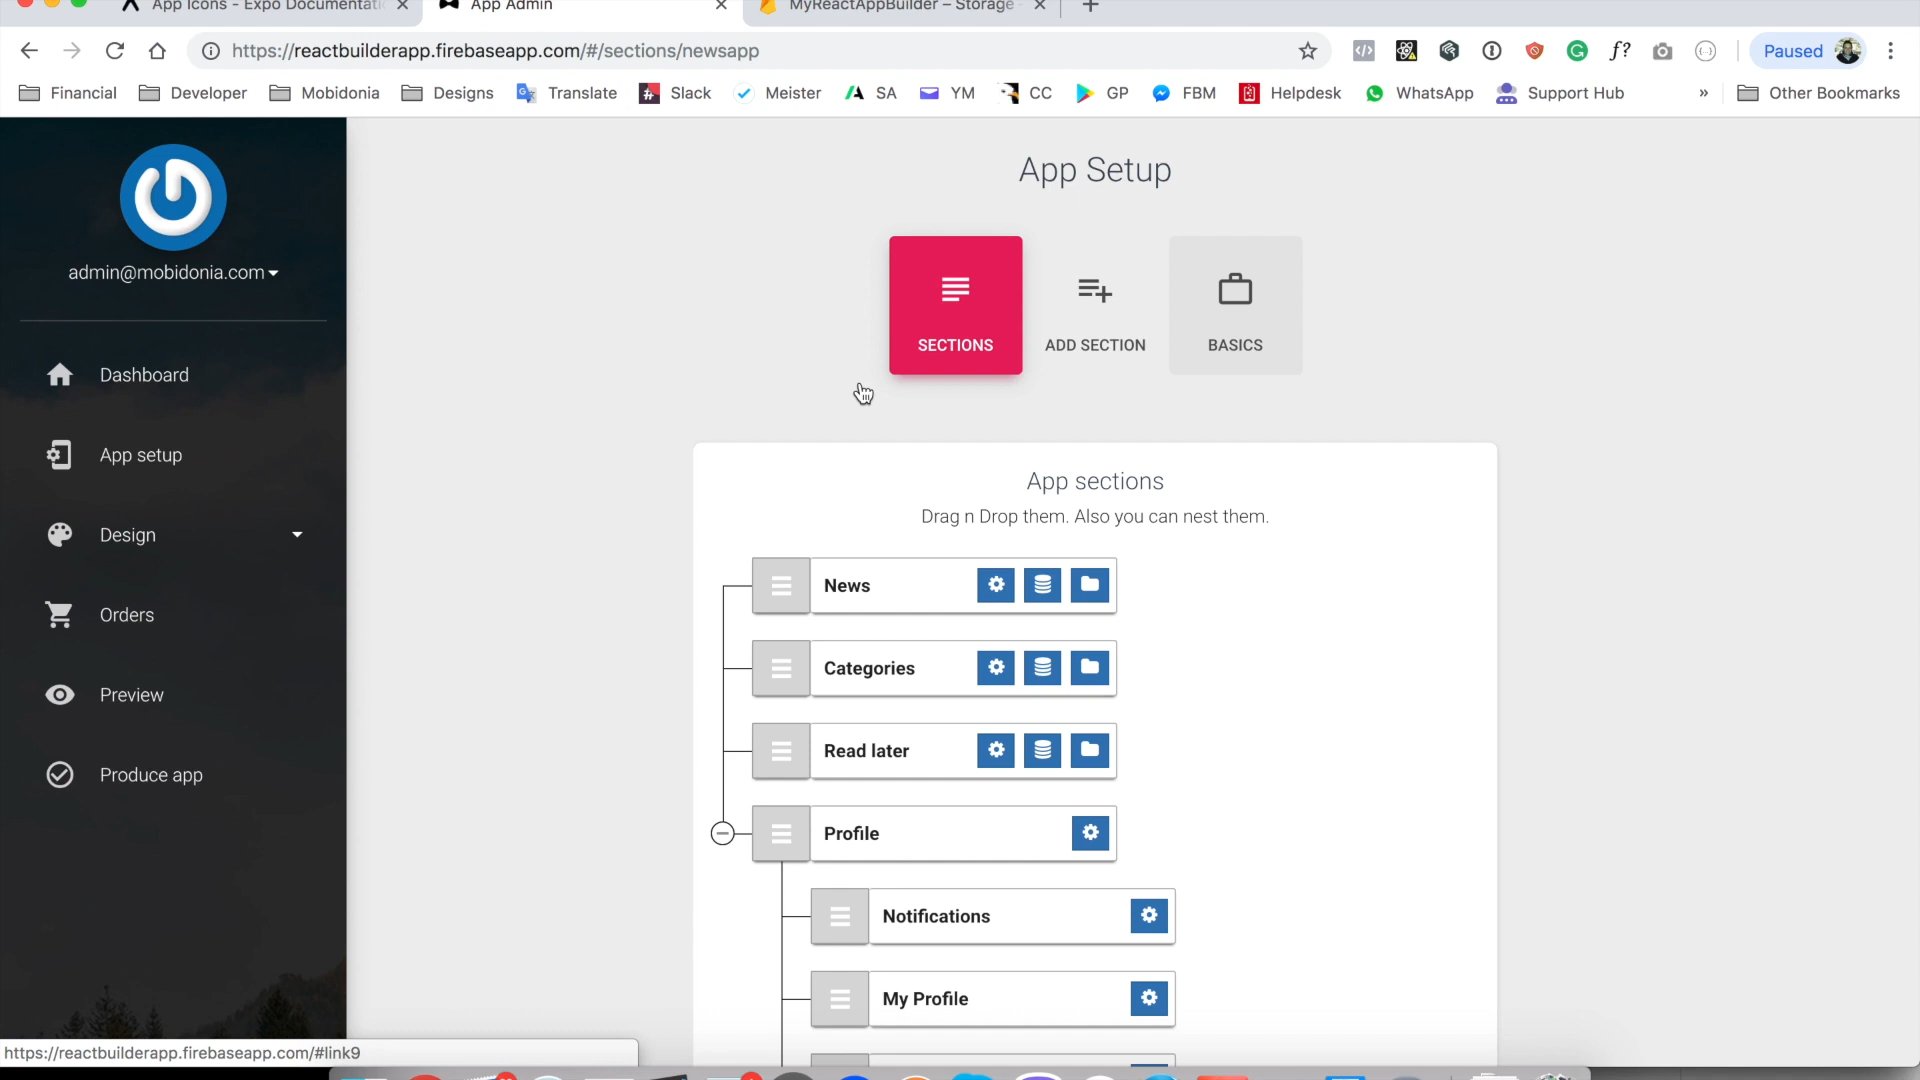 App Icons - Expo Documentati
App Admin
MyReactAppBuilder – Storage -
https://reactbuilderapp.firebaseapp.com/#/sections/newsapp
f?
Paused
Financial
Developer
Mobidonia
Designs
Translate
Slack
Meister
SA
YM
CC
GP
FBM
Helpdesk
WhatsApp
Support Hub
»
Other Bookmarks
admin@mobidonia.com
Dashboard
App setup
Design
Orders
Preview
Produce app
App Setup
SECTIONS
ADD SECTION
BASICS
App sections
Drag n Drop them. Also you can nest them.
News
Categories
Read later
Profile
Notifications
My Profile
https://reactbuilderapp.firebaseapp.com/#link9